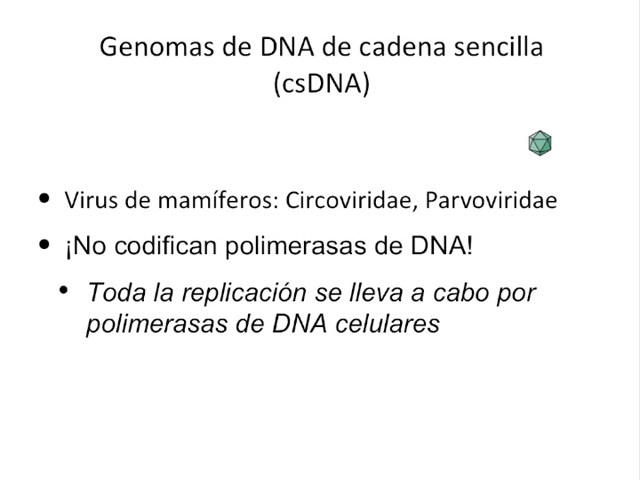 Genomas de DNA de cadena sencilla
(csDNA)
• Virus de mamíferos: Circoviridae, Parvoviridae
• ¡No codifican polimerasas de DNA!
• Toda la replicación se lleva a cabo por
polimerasas de DNA celulares